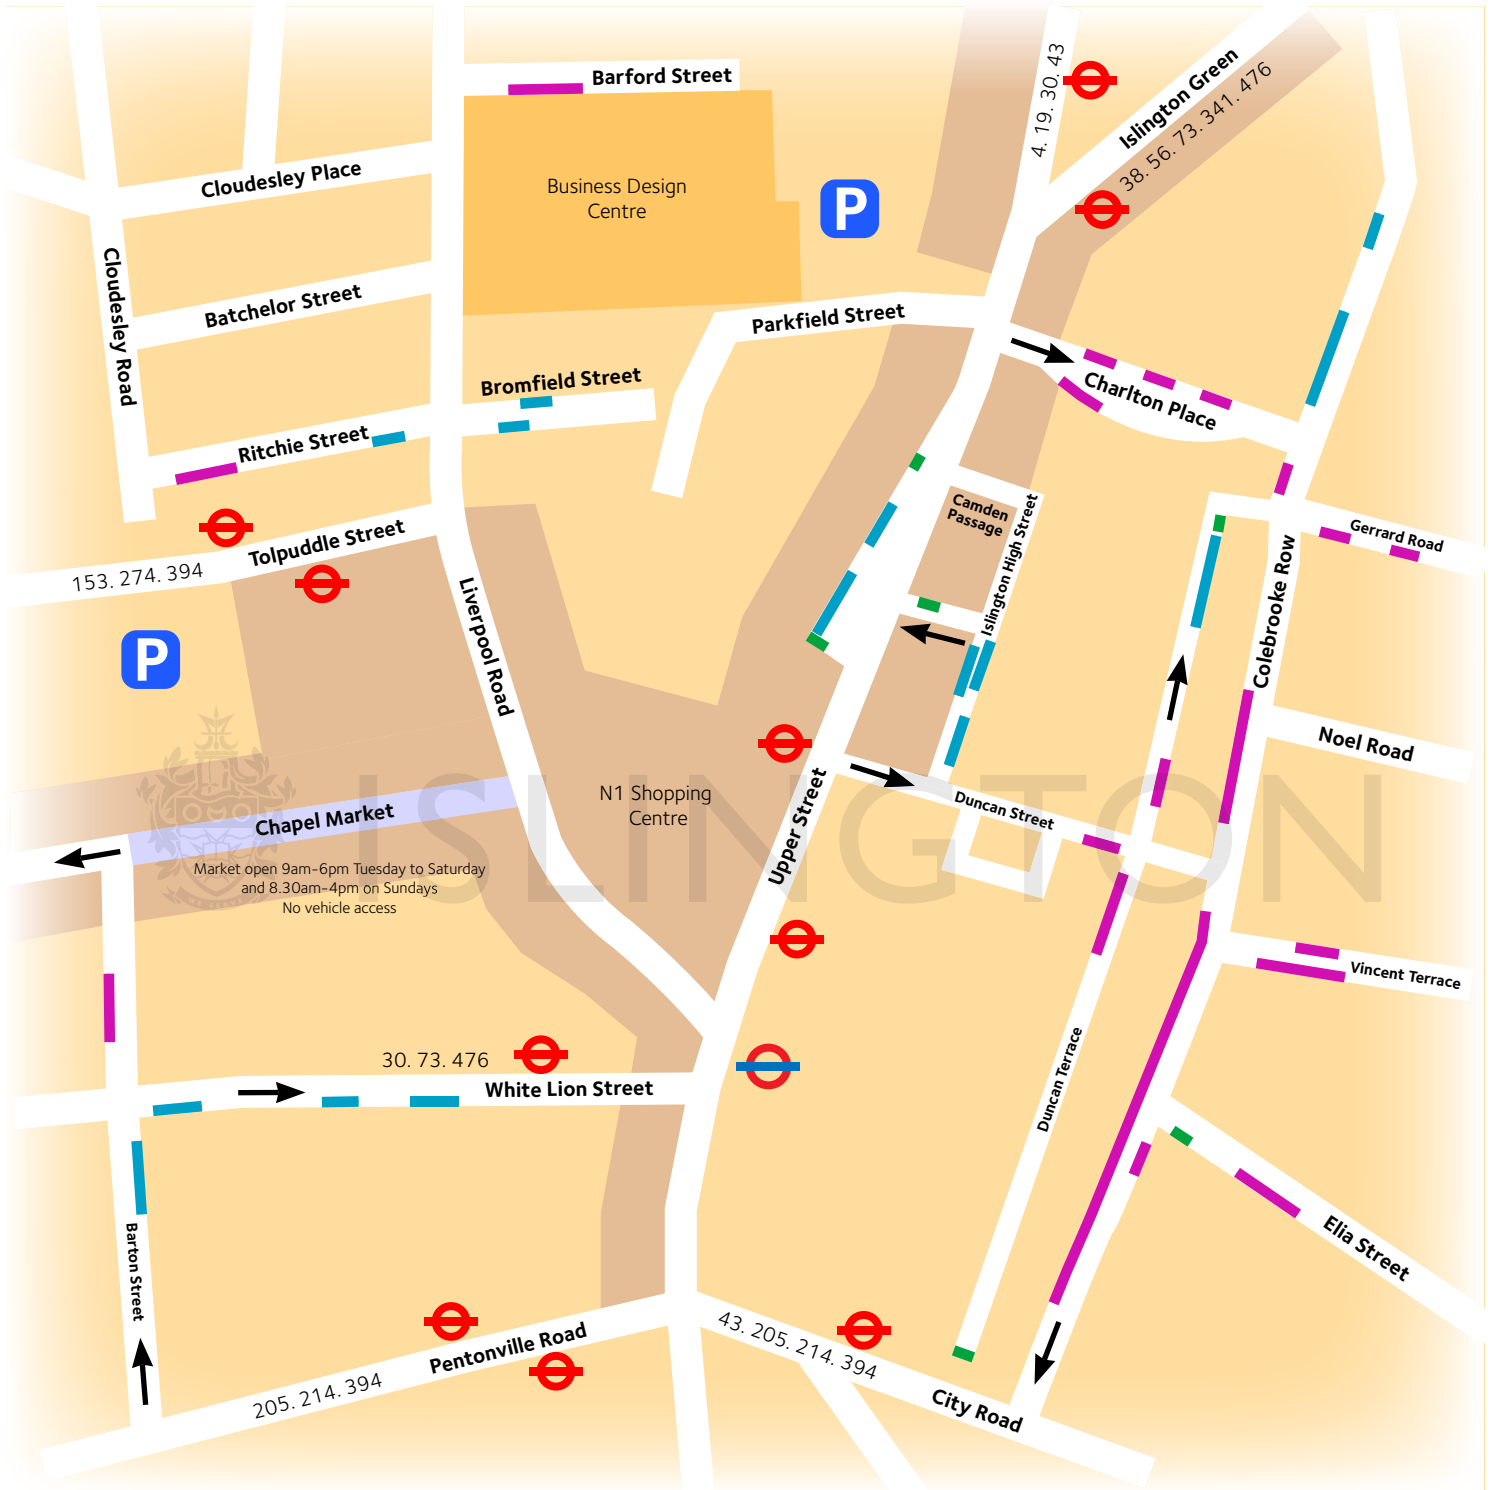 Barford Street
4. 19. 30. 43
Islington Green
38. 56. 73. 341. 476
Cloudesley Place
Business Design
Centre
P
Cloudesley Road
Batchelor Street
Parkfield Street
Bromfield Street
Charlton Place
Ritchie Street
Camden
Passage
Islington High Street
Gerrard Road
Tolpuddle Street
153. 274. 394
Colebrooke Row
Liverpool Road
P
Noel Road
N1 Shopping
Centre
Upper Street
Duncan Street
Chapel Market
ISLINGTON
Market open 9am-6pm Tuesday to Saturday
and 8.30am-4pm on Sundays
No vehicle access
WE SERVE
Vincent Terrace
30. 73. 476
White Lion Street
Duncan Terrace
Barton Street
Elia Street
Pentonville Road
205. 214. 394
43. 205. 214. 394
City Road